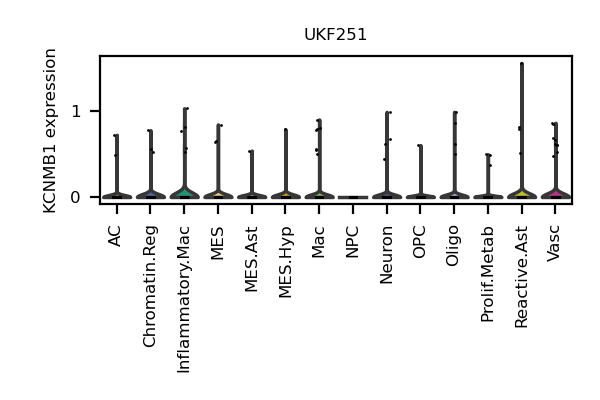 UKF251
KCNMB1 expression
1
0
AC
Chromatin.Reg
Inflammatory.Mac
MES
MES.Ast
MES.Hyp
Mac
NPC
Neuron
OPC
Oligo
Prolif.Metab
Reactive.Ast
Vasc